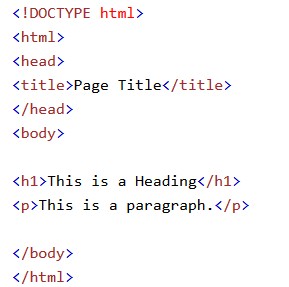 <!DOCTYPE html>
<html>
<head>
<title>Page Title</title>
</head>
<body>

<h1>This is a Heading</h1>
<p>This is a paragraph.</p>

</body>
</html>